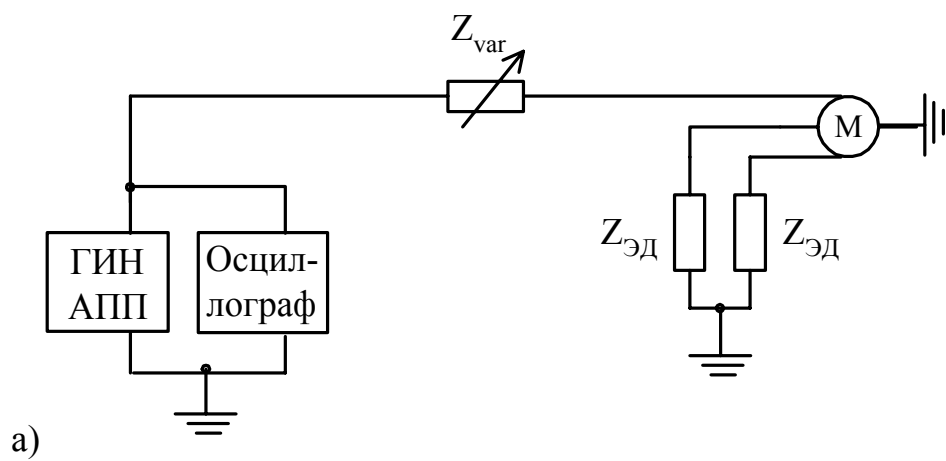 Z_var
М
Z_ЭД
Z_ЭД
ГИН
АПП
Осцил-
лограф
а)